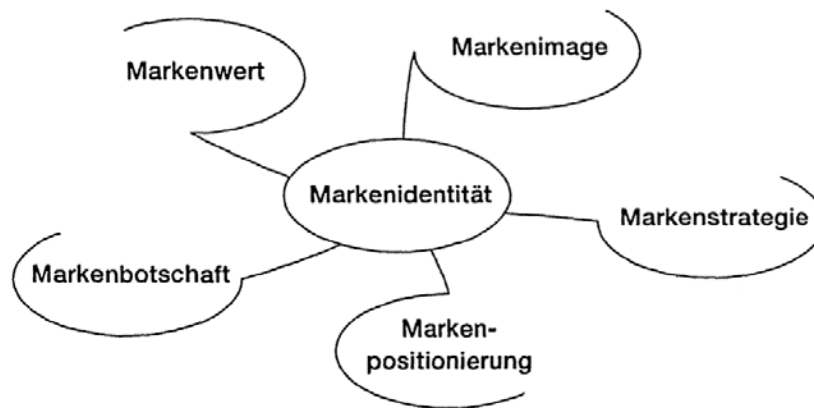 Markenimage
Markenwert
Markenidentität
Markenstrategie
Markenbotschaft
Marken-
positionierung